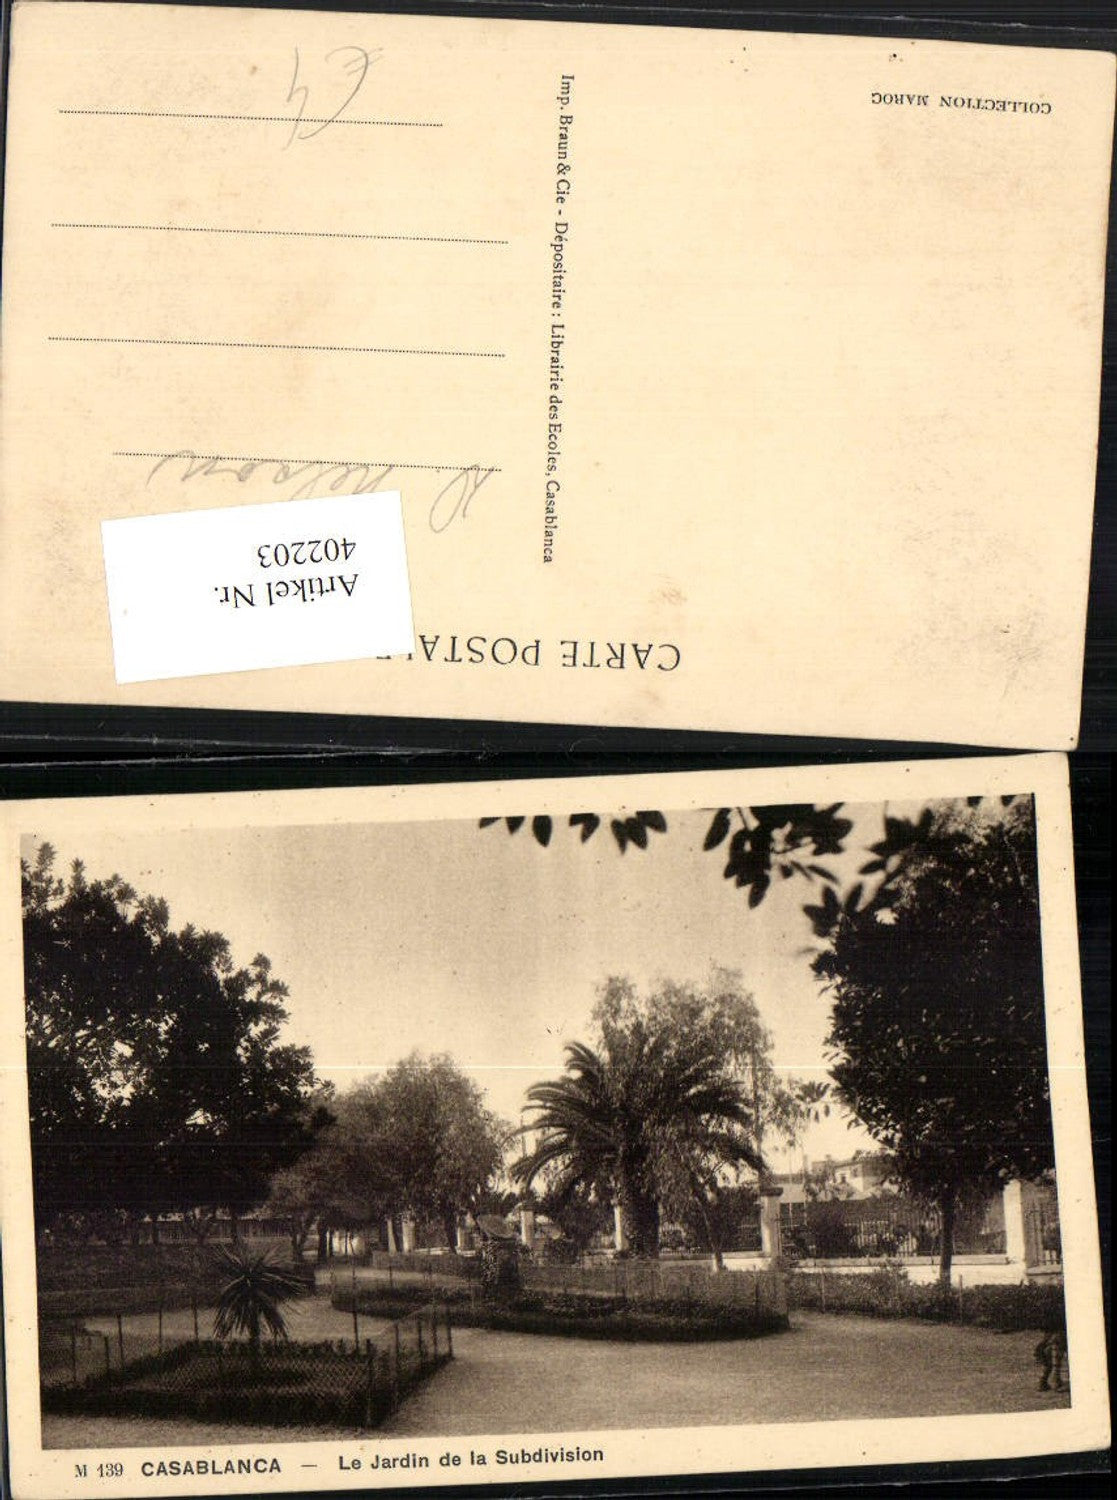 COLLECTION MAROC
Imp. Braun & Cie - Dépositaire : Librairie des Ecoles, Casablanca
CARTE POSTALE
Artikel Nr.
402203
€4
M 139 CASABLANCA — Le Jardin de la Subdivision